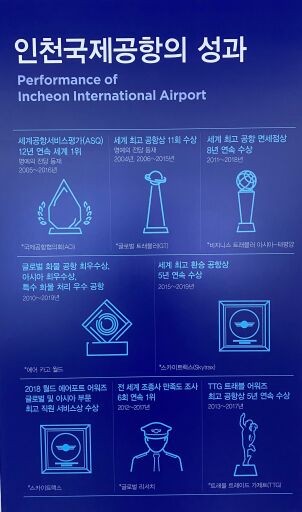 인천국제공항의 성과
Performance of
Incheon International Airport
세계공항서비스평가(ASQ)
12년 연속 세계 1위
명예의 전당 등재
2005~2016년
*국제공항협의회(ACI)
세계 최고 공항상 11회 수상
명예의 전당 등재
2004년, 2006~2015년
*글로벌 트래블러(GT)
세계 최고 공항 면세점상
8년 연속 수상
2011~2018년
*비지니스 트래블러 아시아-태평양
글로벌 화물 공항 최우수상,
아시아 최우수상,
특수 화물 처리 우수 공항
2010~2019년
*에어 카고 월드
세계 최고 환승 공항상
5년 연속 수상
2015~2019년
*스카이트랙스(Skytrax)
2018 월드 에어포트 어워즈
글로벌 및 아시아 부문
최고 직원 서비스상 수상
*스카이트랙스
전 세계 조종사 만족도 조사
6회 연속 1위
2012~2017년
*글로벌 리서치
TTG 트래블 어워즈
최고 공항상 5년 연속 수상
2013~2017년
*트래블 트레이드 가제트(TTG)